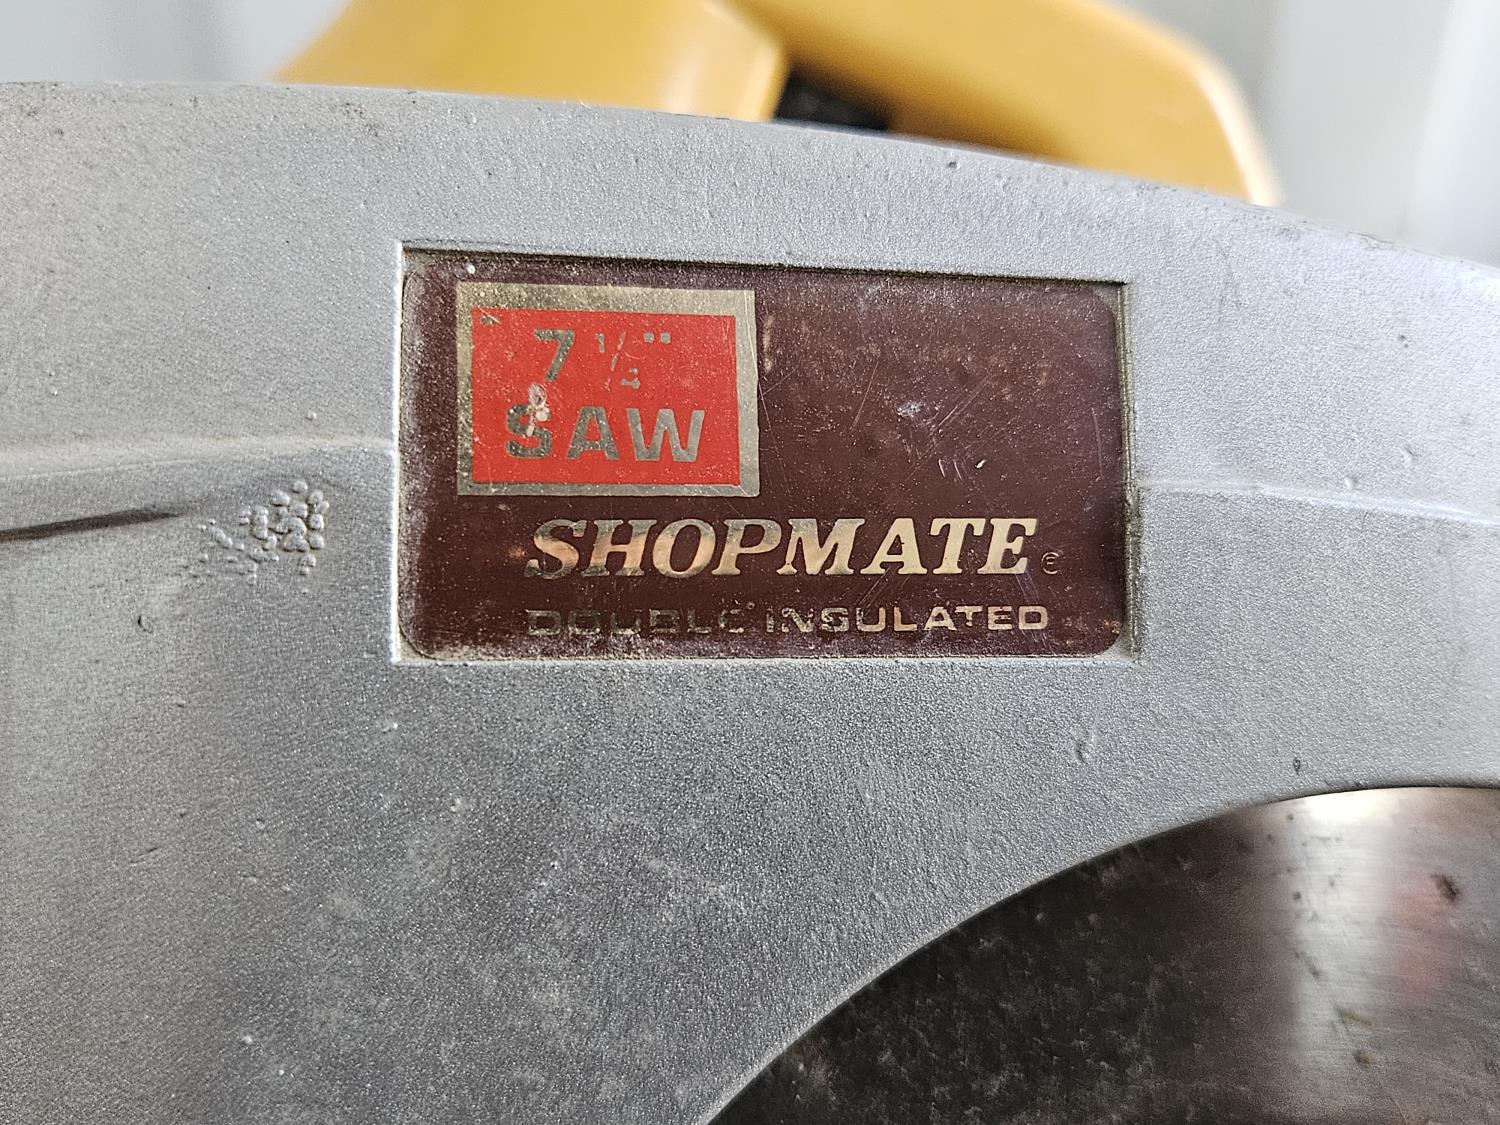 7 1/4"
SAW
SHOPMATE
DOUBLE INSULATED